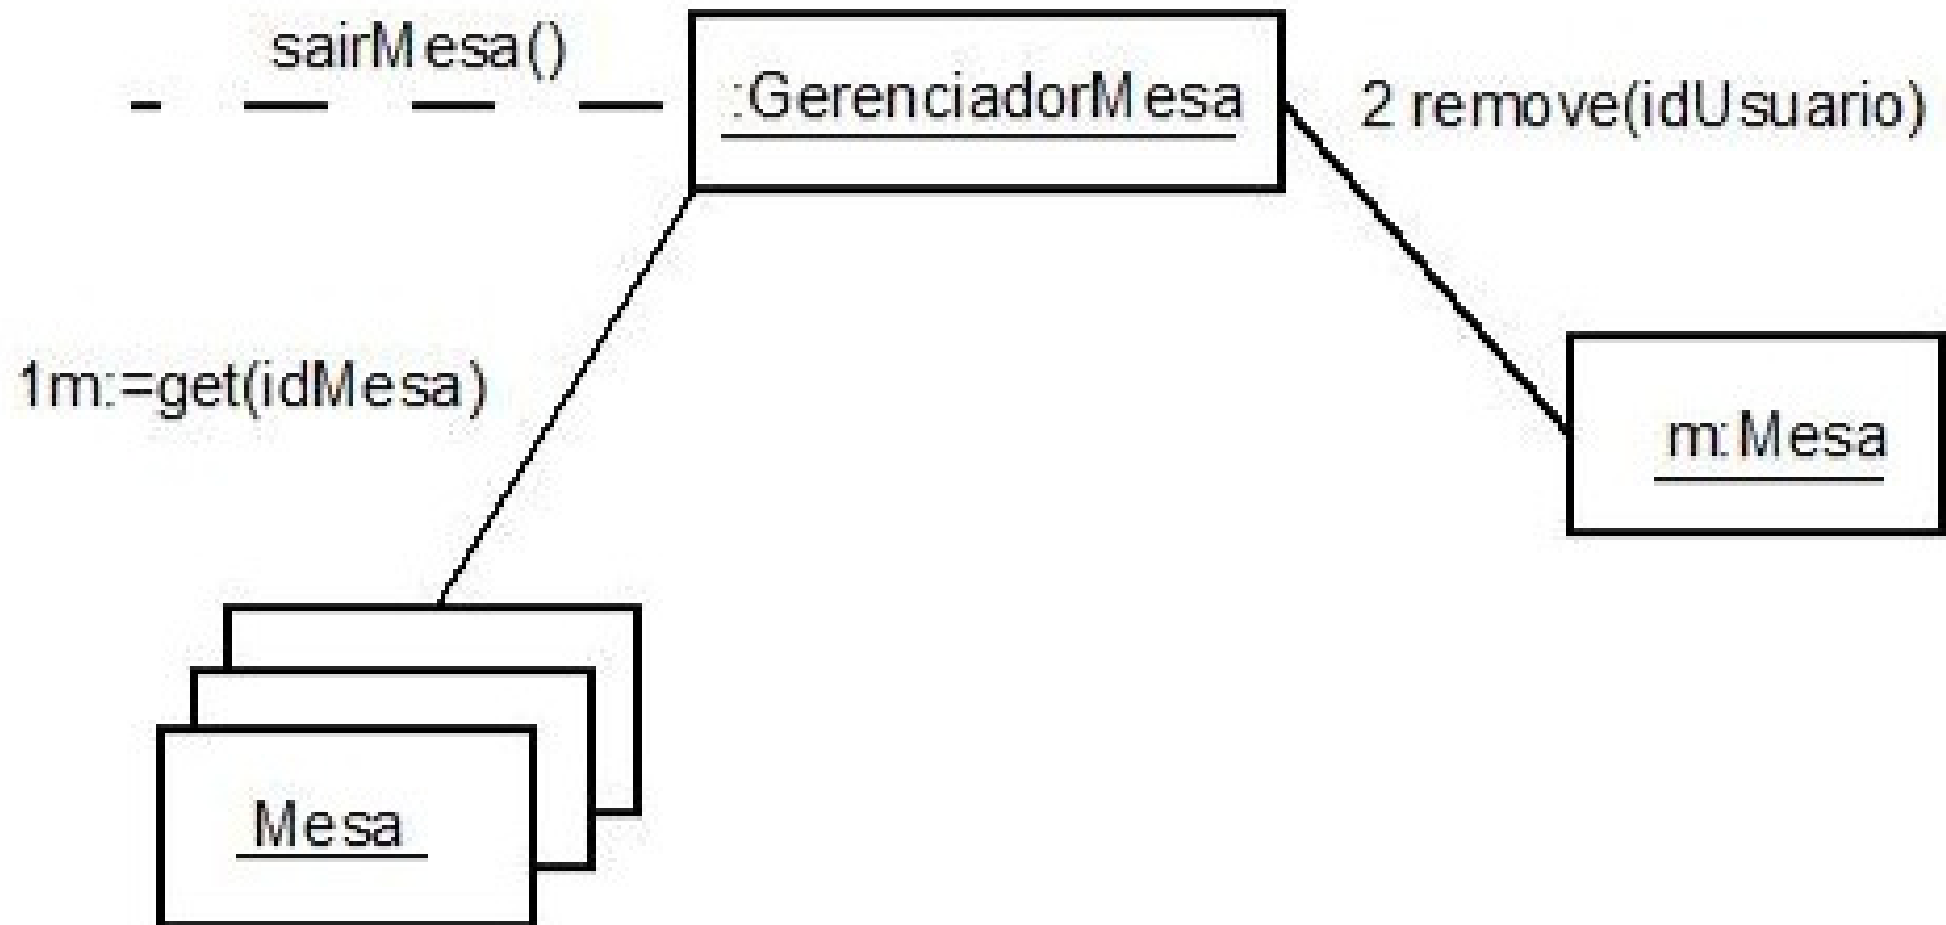 sairMesa()
:GerenciadorMesa
2 remove(idUsuario)
1m:=get(idMesa)
m:Mesa
Mesa